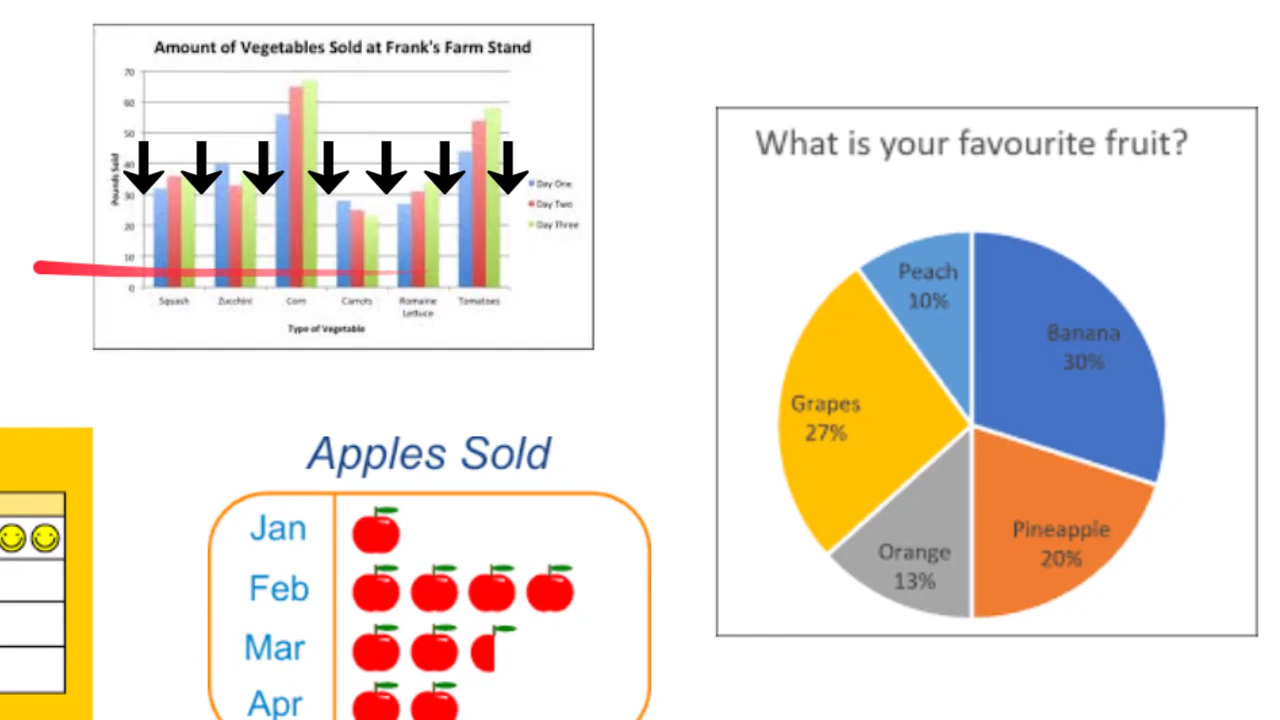 Amount of Vegetables Sold at Frank's Farm Stand
70
60
50
40
30
20
10
0
Pounds Sold
Day One
Day Two
Day Three
Squash Zucchini Corn Carrots Romaine Lettuce Tomatoes
Type of Vegetable
What is your favourite fruit?
Peach
10%
Banana
30%
Grapes
27%
Pineapple
20%
Orange
13%
Apples Sold
Jan
Feb
Mar
Apr